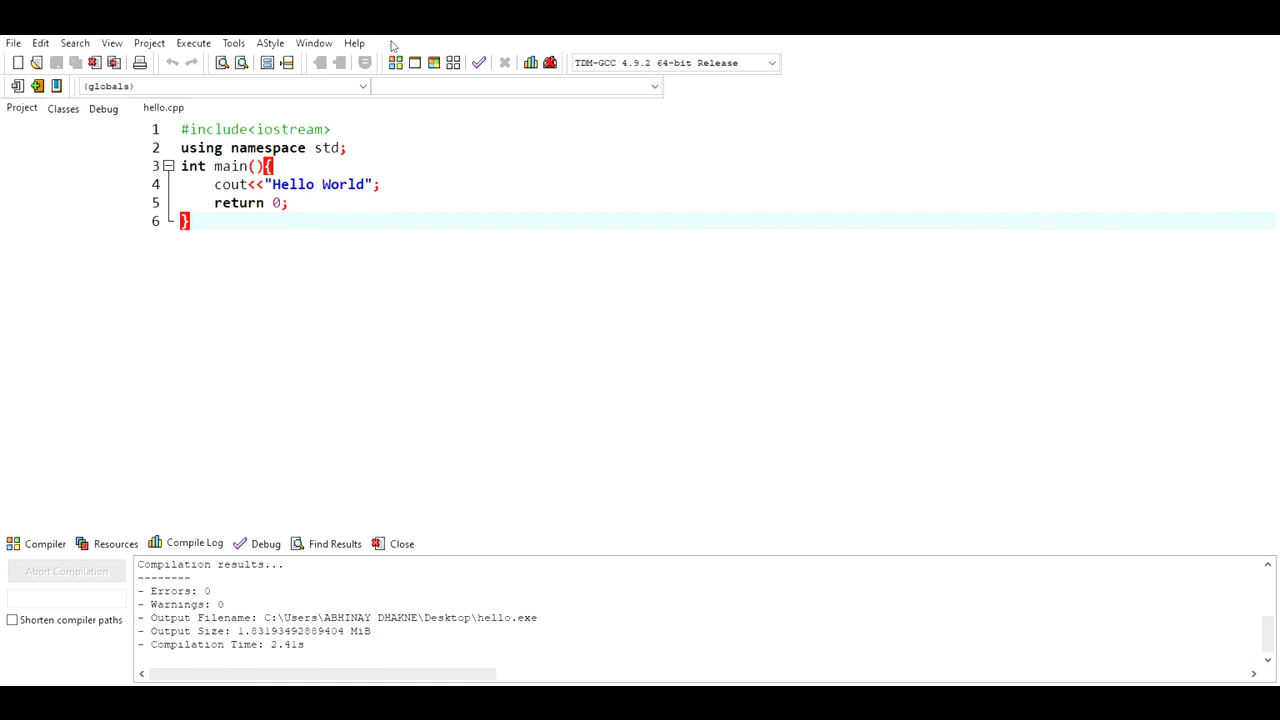 File Edit Search View Project Execute Tools AStyle Window Help
TDM-GCC 4.9.2 64-bit Release
(globals)
Project Classes Debug
hello.cpp
1 #include<iostream>
2 using namespace std;
3 int main(){
4 cout<<"Hello World";
5 return 0;
6 }
Compiler Resources Compile Log Debug Find Results Close
Abort Compilation
Shorten compiler paths
Compilation results...
--------
- Errors: 0
- Warnings: 0
- Output Filename: C:\Users\ABHINAY DHAKNE\Desktop\hello.exe
- Output Size: 1.83193492889404 MiB
- Compilation Time: 2.41s